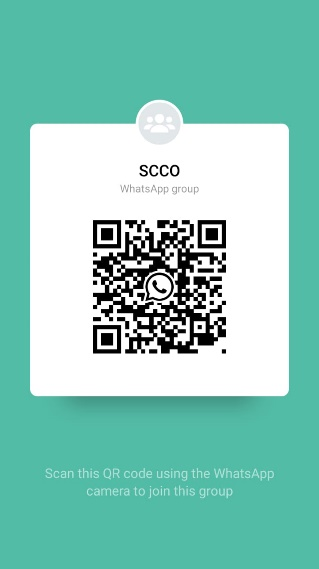 SCCO
WhatsApp group
Scan this QR code using the WhatsApp
camera to join this group